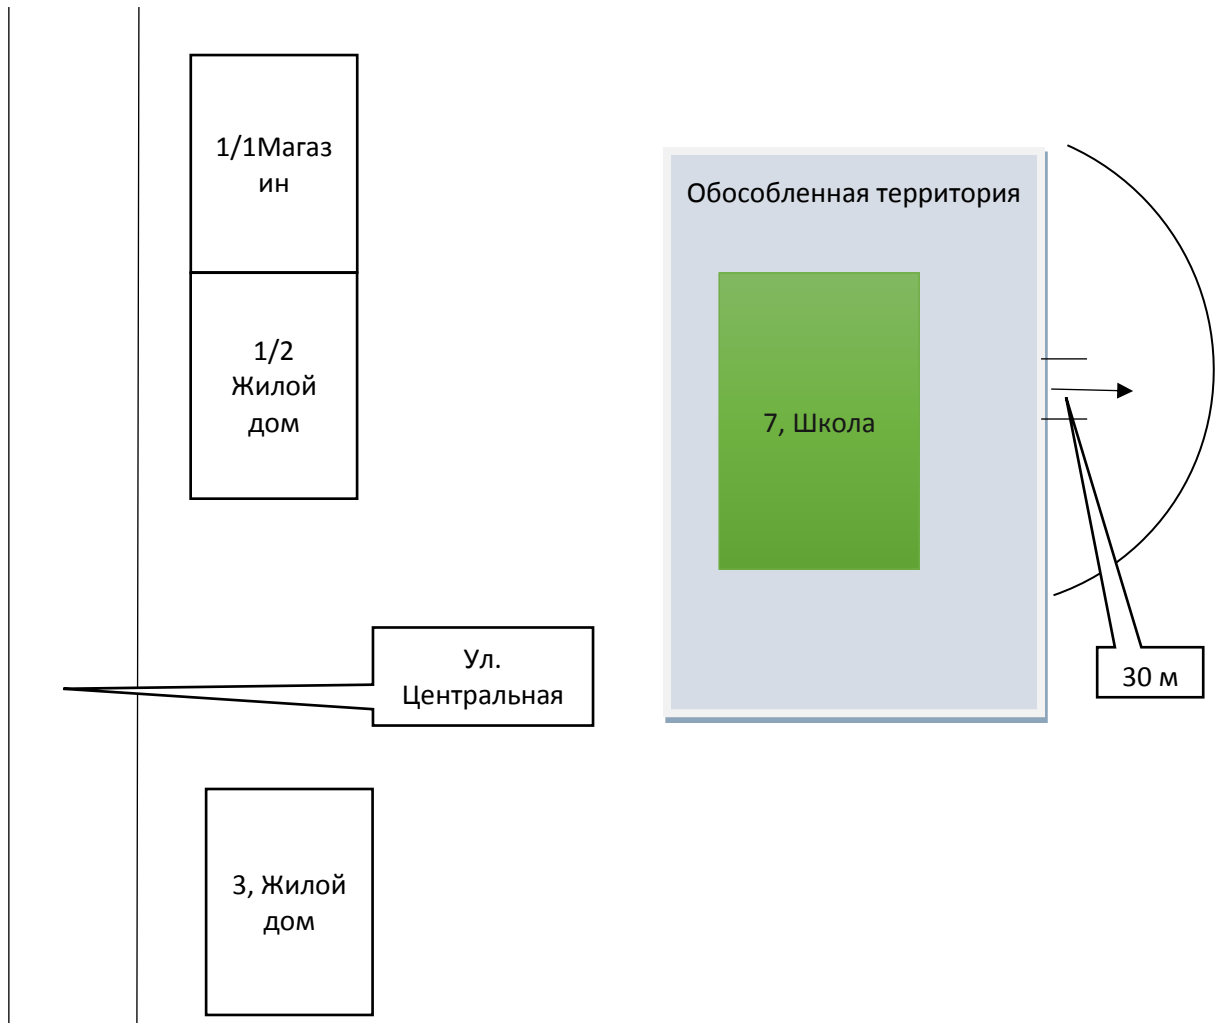 1/1Магаз
ин
1/2
Жилой
дом
Обособленная территория
7, Школа
Ул.
Центральная
30 м
3, Жилой
дом